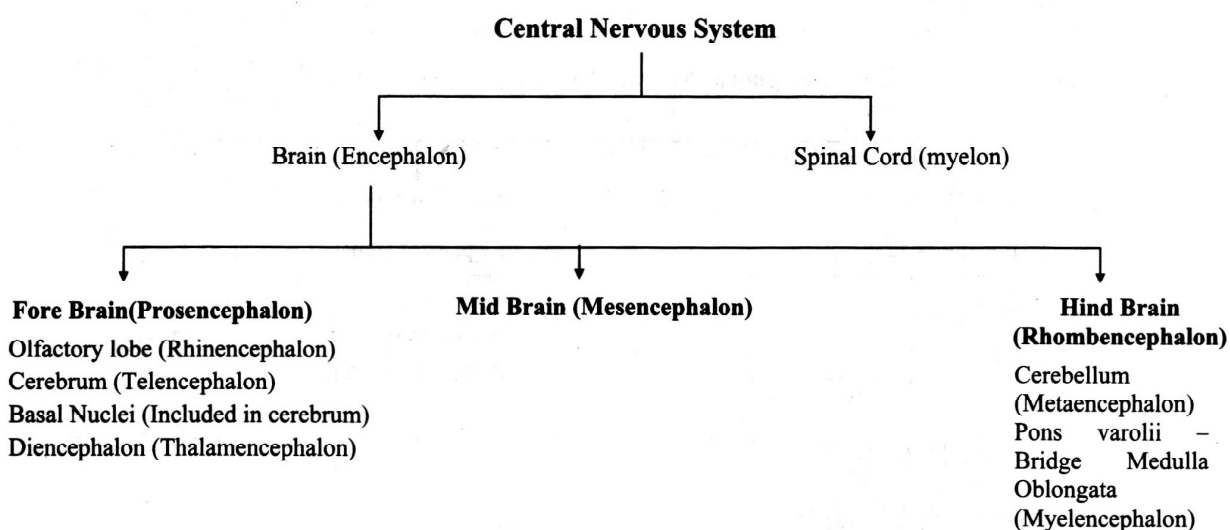 Central Nervous System
Brain (Encephalon)
Spinal Cord (myelon)
Fore Brain(Prosencephalon)
Olfactory lobe (Rhinencephalon)
Cerebrum (Telencephalon)
Basal Nuclei (Included in cerebrum)
Diencephalon (Thalamencephalon)
Mid Brain (Mesencephalon)
Hind Brain
(Rhombencephalon)
Cerebellum
(Metaencephalon)
Pons varolii –
Bridge Medulla
Oblongata
(Myelencephalon)